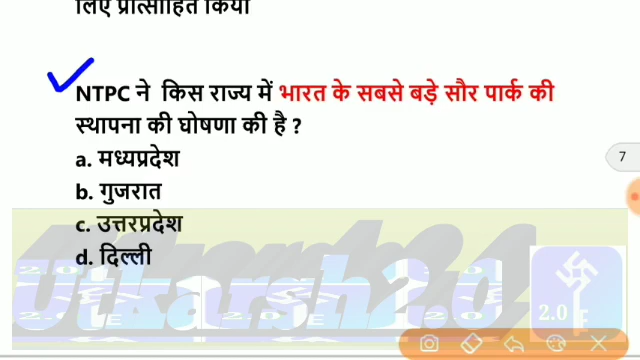 लिए प्रोत्साहित किया
NTPC ने किस राज्य में भारत के सबसे बड़े सौर पार्क की
स्थापना की घोषणा की है ?
7
a. मध्यप्रदेश
b. गुजरात
c. उत्तरप्रदेश
d. दिल्ली
Utkarsh2.0
2.0